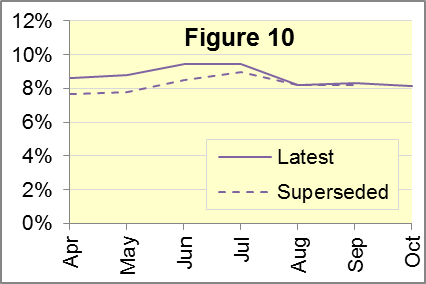 Figure 10
12%
10%
8%
6%
4%
2%
0%
Latest
Superseded
Apr
May
Jun
Jul
Aug
Sep
Oct